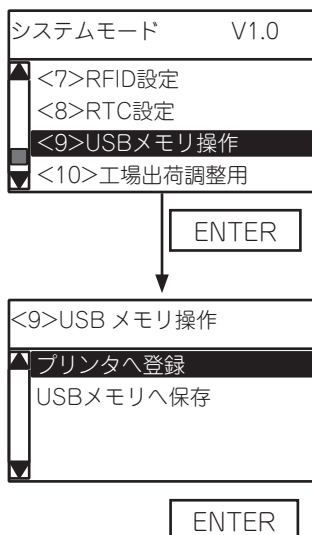 システムモード V1.0
<7>RFID設定
<8>RTC設定
<9>USBメモリ操作
<10>工場出荷調整用
ENTER
<9>USB メモリ操作
プリンタへ登録
USBメモリへ保存
ENTER